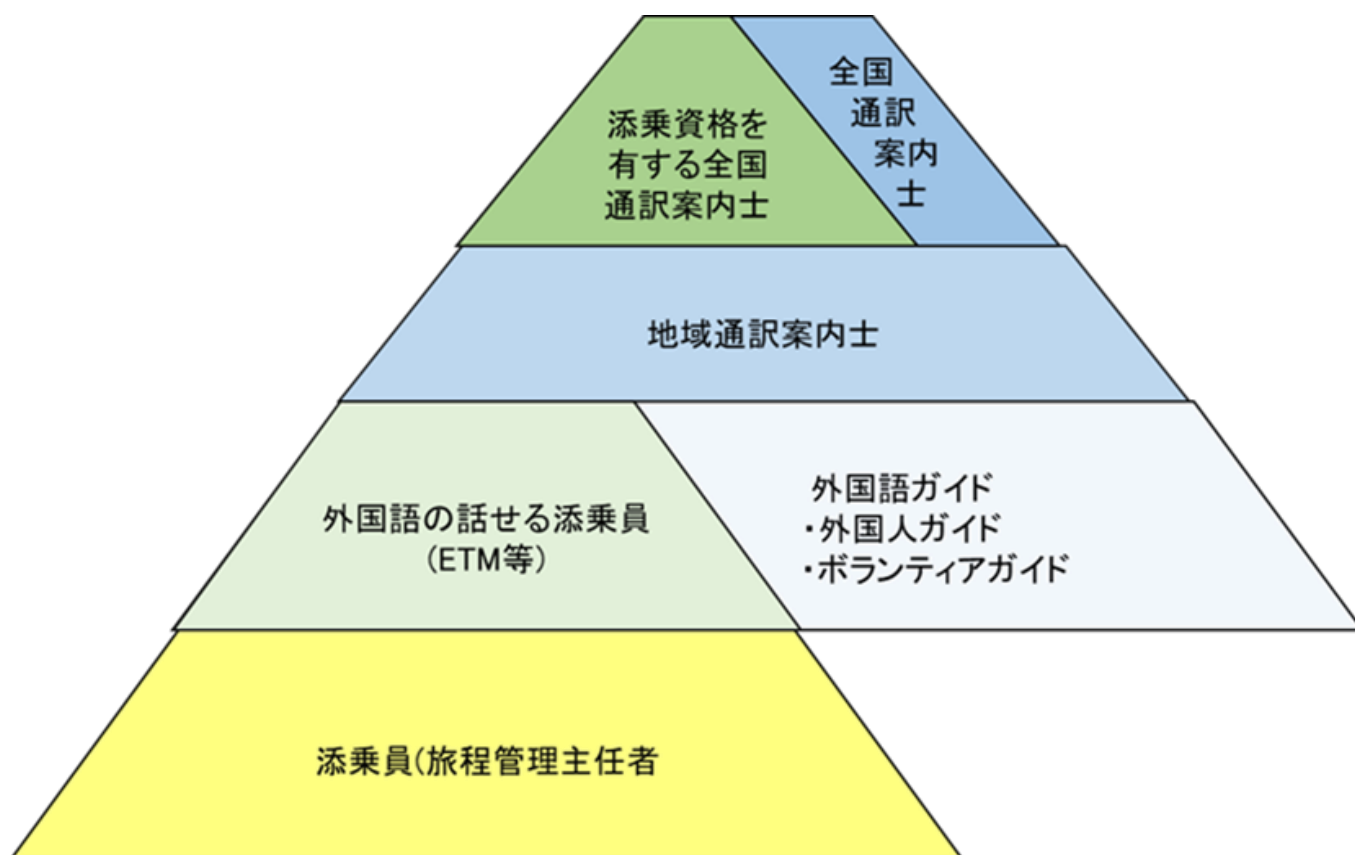 添乗資格を
有する全国
通訳案内士
全国
通訳
案内
士
地域通訳案内士
外国語の話せる添乗員
(ETM等)
外国語ガイド
・外国人ガイド
・ボランティアガイド
添乗員(旅程管理主任者